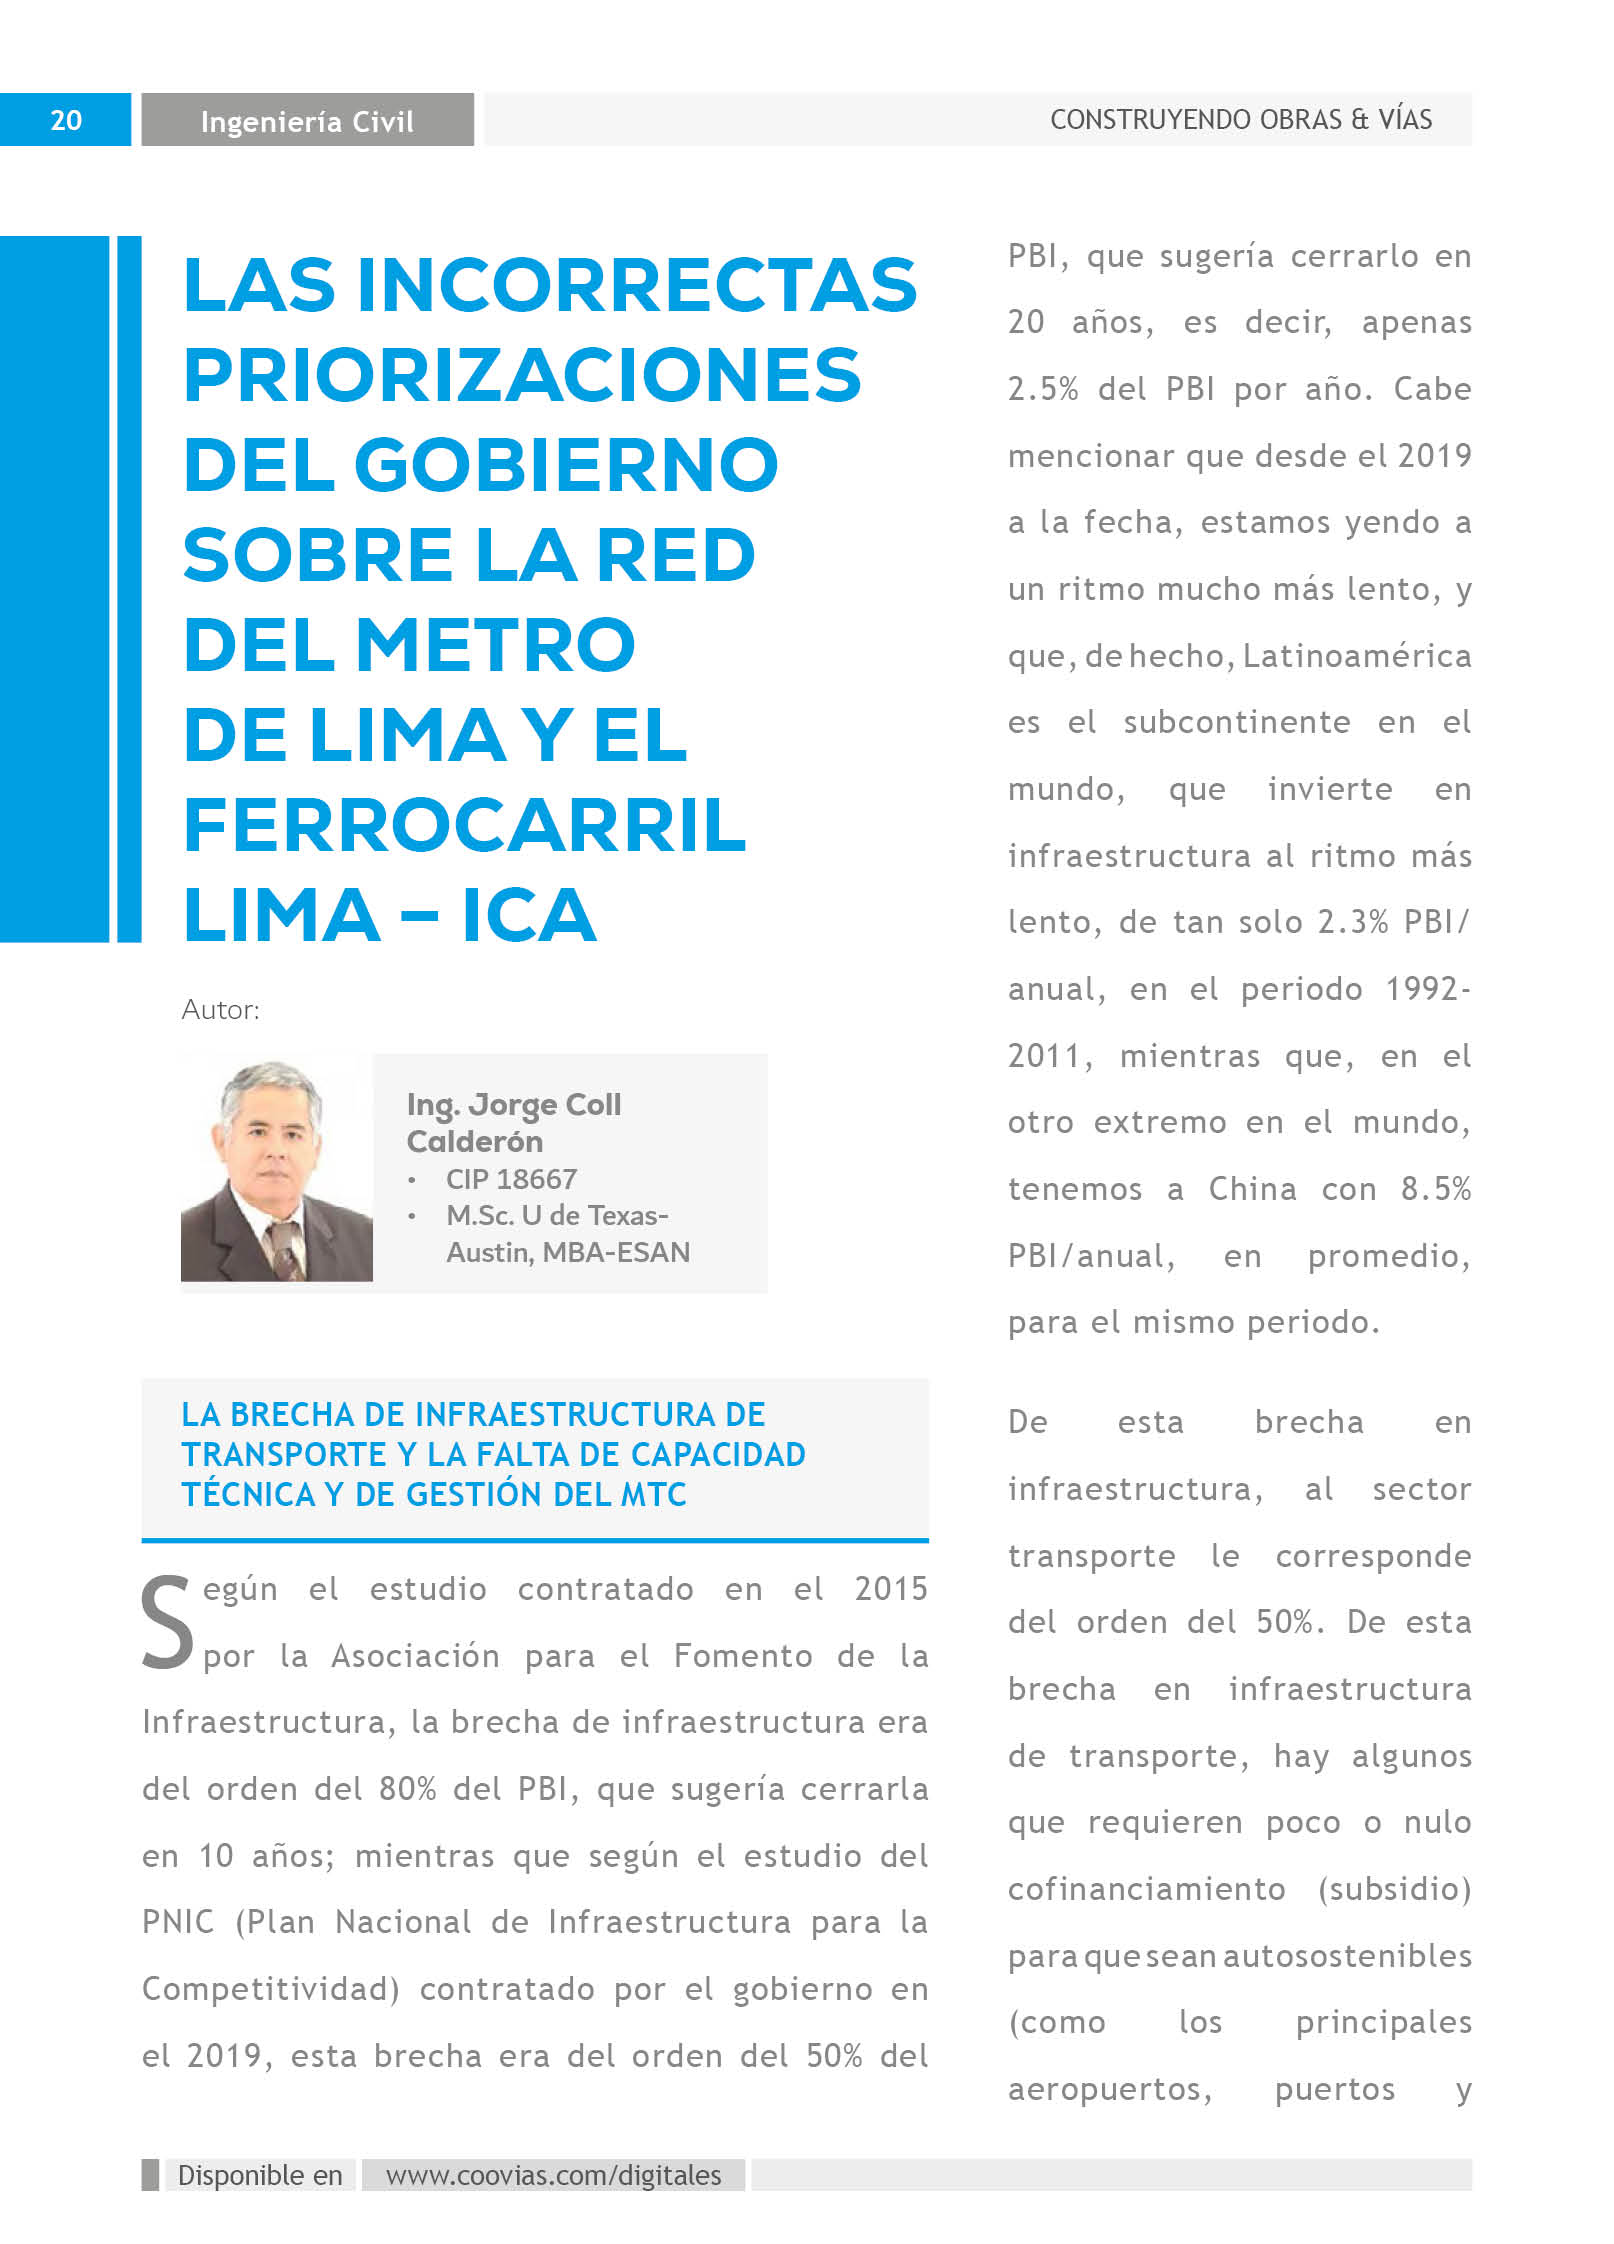 20
Ingeniería Civil
CONSTRUYENDO OBRAS & VÍAS
LAS INCORRECTAS
PRIORIZACIONES
DEL GOBIERNO
SOBRE LA RED
DEL METRO
DE LIMA Y EL
FERROCARRIL
LIMA – ICA
Autor:
Ing. Jorge Coll
Calderón
• CIP 18667
• M.Sc. U de Texas-
Austin, MBA-ESAN
LA BRECHA DE INFRAESTRUCTURA DE
TRANSPORTE Y LA FALTA DE CAPACIDAD
TÉCNICA Y DE GESTIÓN DEL MTC
Según el estudio contratado en el 2015
por la Asociación para el Fomento de la
Infraestructura, la brecha de infraestructura era
del orden del 80% del PBI, que sugería cerrarla
en 10 años; mientras que según el estudio del
PNIC (Plan Nacional de Infraestructura para la
Competitividad) contratado por el gobierno en
el 2019, esta brecha era del orden del 50% del
PBI, que sugería cerrarlo en
20 años, es decir, apenas
2.5% del PBI por año. Cabe
mencionar que desde el 2019
a la fecha, estamos yendo a
un ritmo mucho más lento, y
que, de hecho, Latinoamérica
es el subcontinente en el
mundo, que invierte en
infraestructura al ritmo más
lento, de tan solo 2.3% PBI/
anual, en el periodo 1992-
2011, mientras que, en el
otro extremo en el mundo,
tenemos a China con 8.5%
PBI/anual, en promedio,
para el mismo periodo.
De esta brecha en
infraestructura, al sector
transporte le corresponde
del orden del 50%. De esta
brecha en infraestructura
de transporte, hay algunos
que requieren poco o nulo
cofinanciamiento (subsidio)
para que sean autosostenibles
(como los principales
aeropuertos, puertos y
Disponible en
www.coovias.com/digitales